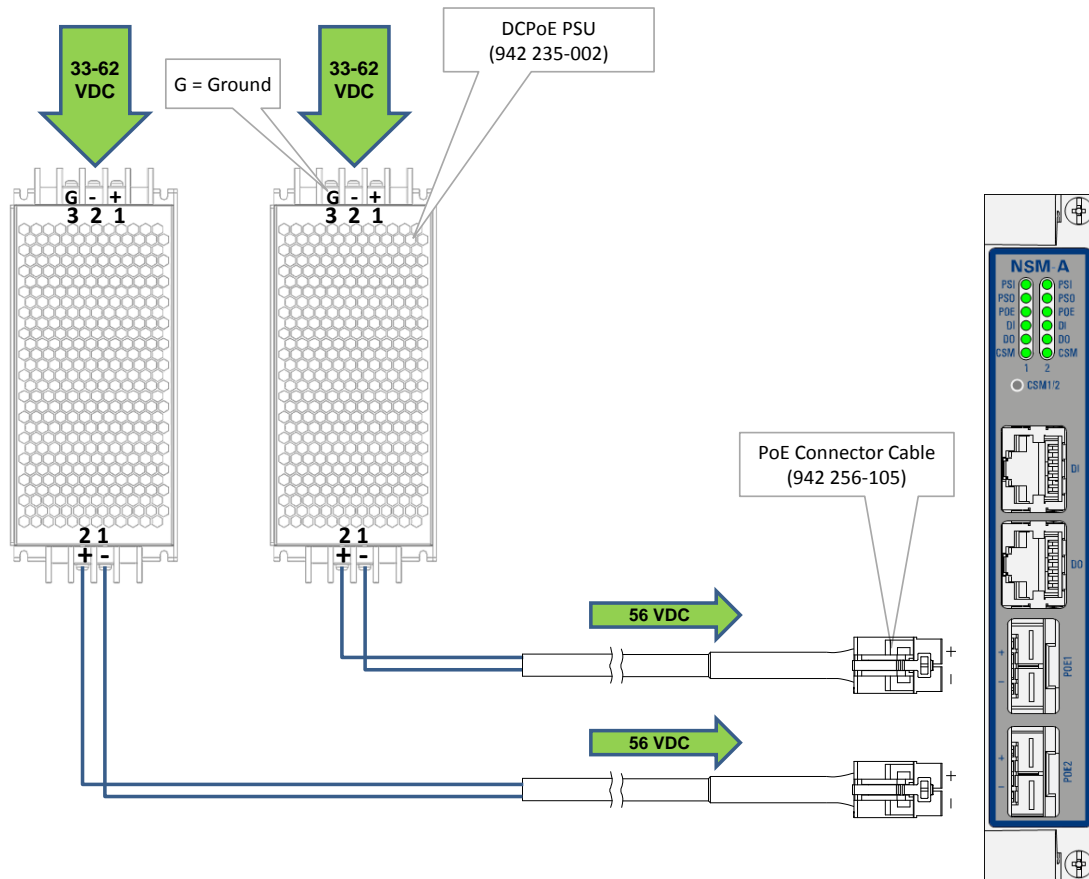 DCPoE PSU
(942 235-002)
33-62
VDC
G = Ground
33-62
VDC
G - +
3 2 1
G - +
3 2 1
NSM-A
PSI PSI
PSO PSO
POE POE
DI DI
DO DO
CSM CSM
1 2
CSM1/2
PoE Connector Cable
(942 256-105)
DI
2 1
+ -
2 1
+ -
DO
56 VDC
+
-
+
-
POE1
56 VDC
+
-
+
-
POE2